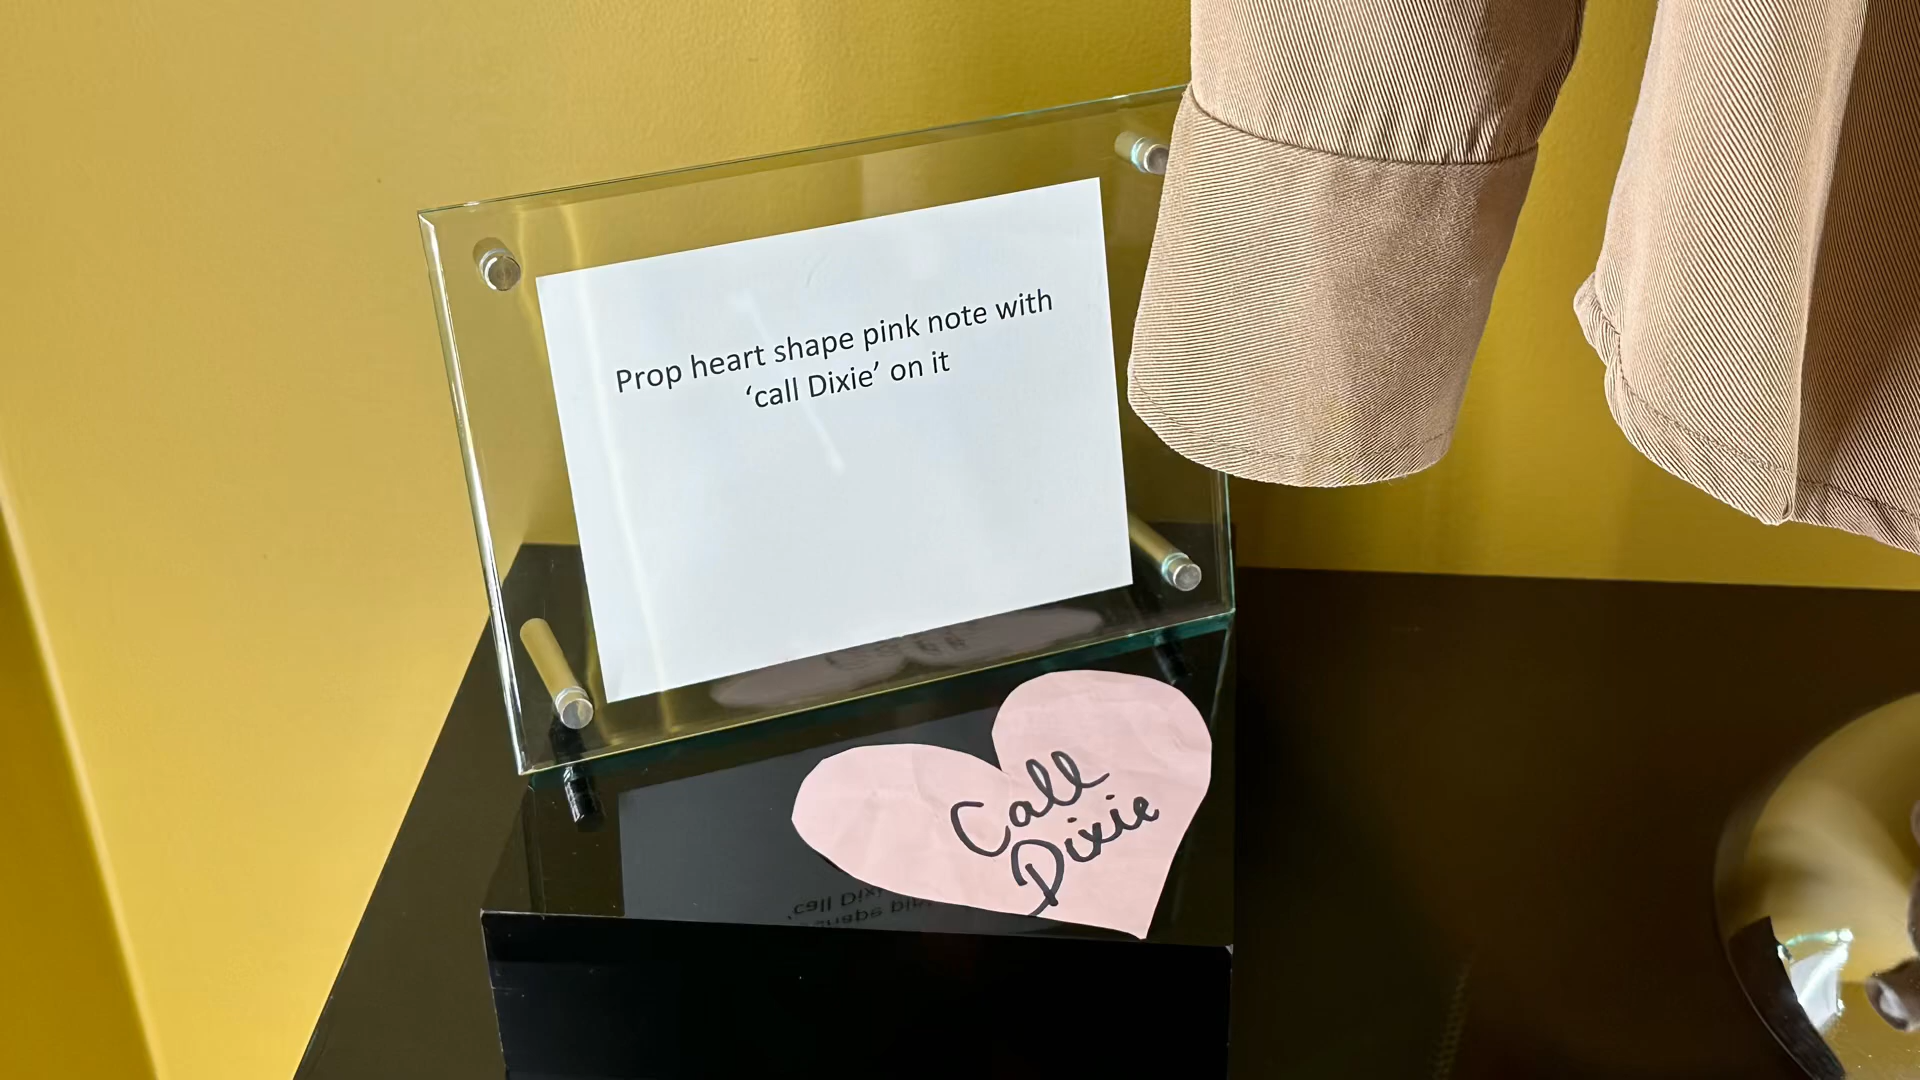 Prop heart shape pink note with
‘call Dixie’ on it
Call
Dixie